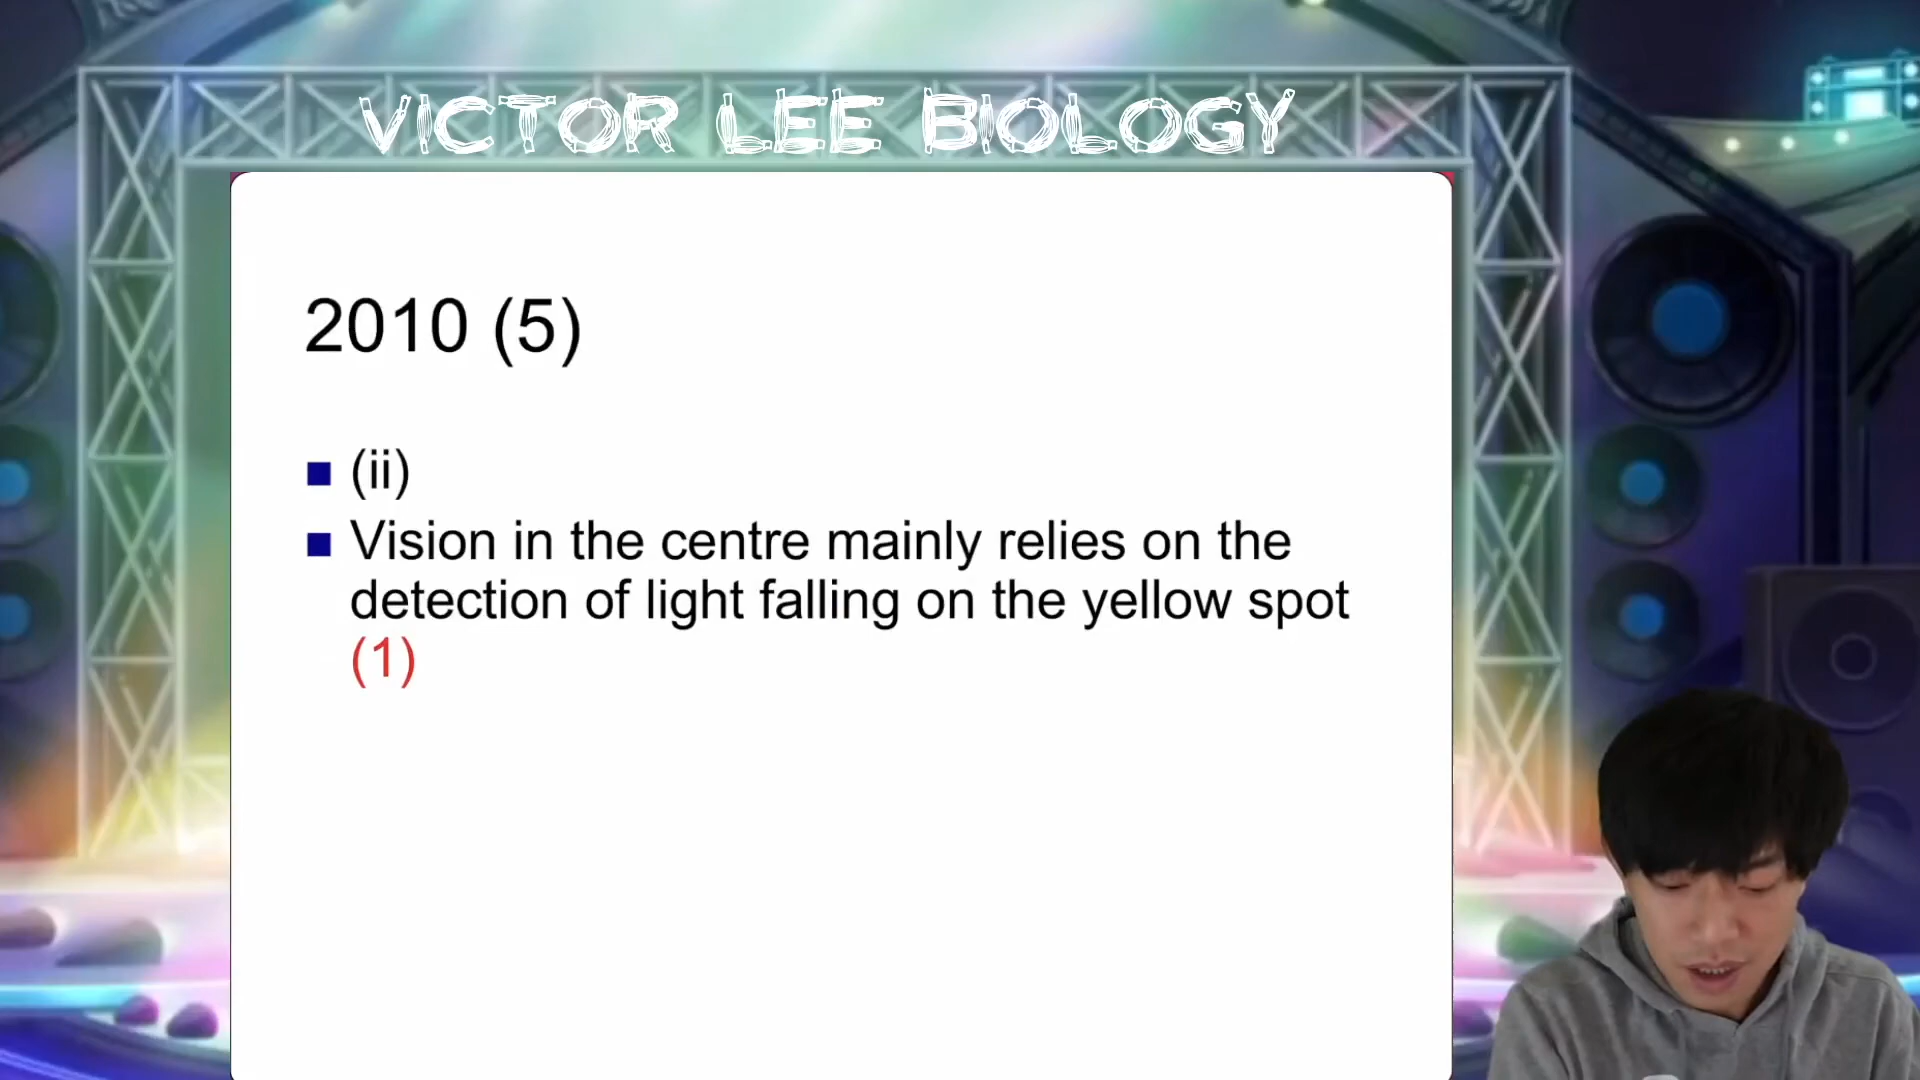 VICTOR LEE BIOLOGY
2010 (5)
(ii)
Vision in the centre mainly relies on the
detection of light falling on the yellow spot
(1)